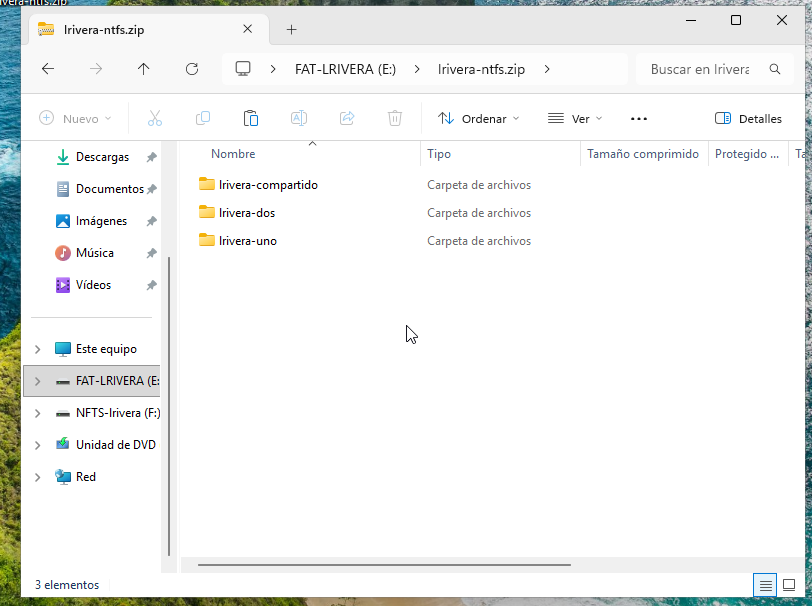 lrivera-ntfs.zip
lrivera-ntfs.zip
FAT-LRIVERA (E:)
lrivera-ntfs.zip
Buscar en lrivera
Nuevo
Ordenar
Ver
Detalles
Nombre
Tipo
Tamaño comprimido
Protegido ...
Ta
lrivera-compartido
Carpeta de archivos
lrivera-dos
Carpeta de archivos
lrivera-uno
Carpeta de archivos
Descargas
Documentos
Imágenes
Música
Vídeos
Este equipo
FAT-LRIVERA (E:
NFTS-lrivera (F:)
Unidad de DVD
Red
3 elementos